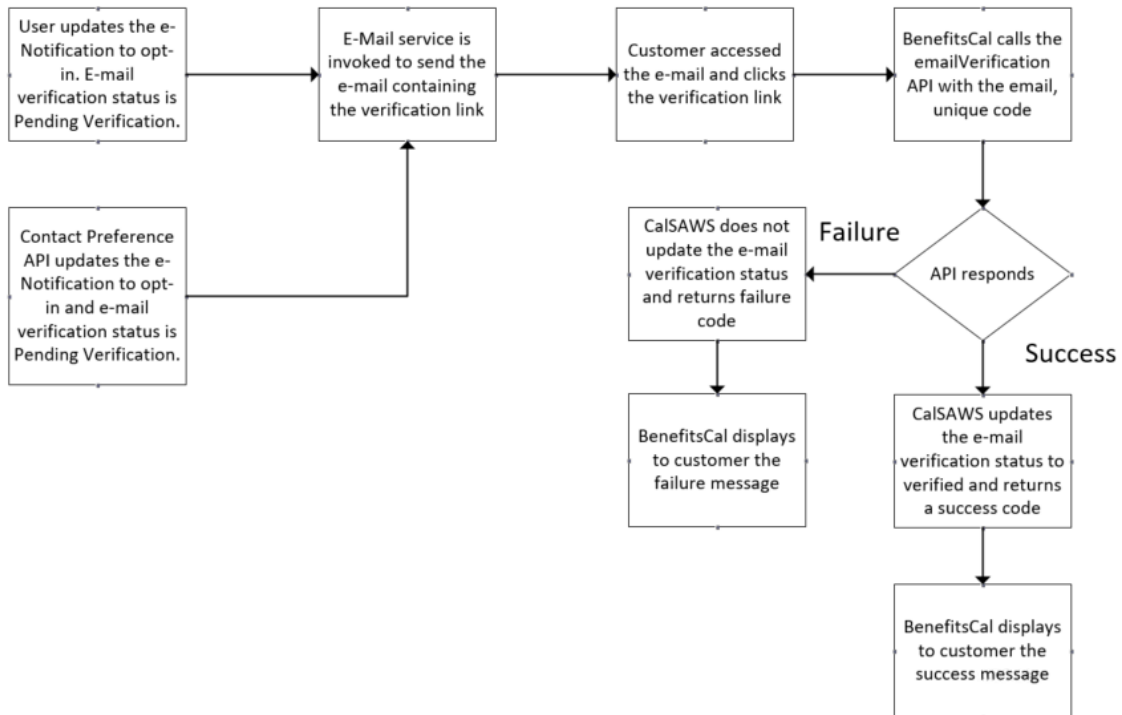 User updates the e-
Notification to opt-
in. E-mail
verification status is
Pending Verification.
E-Mail service is
invoked to send the
e-mail containing
the verification link
Customer accessed
the e-mail and clicks
the verification link
BenefitsCal calls the
emailVerification
API with the email,
unique code
Contact Preference
API updates the e-
Notification to opt-
in and e-mail
verification status is
Pending Verification.
CalSAWS does not
update the e-mail
verification status
and returns failure
code
Failure
API responds
Success
BenefitsCal displays
to customer the
failure message
CalSAWS updates
the e-mail
verification status to
verified and returns
a success code
BenefitsCal displays
to customer the
success message